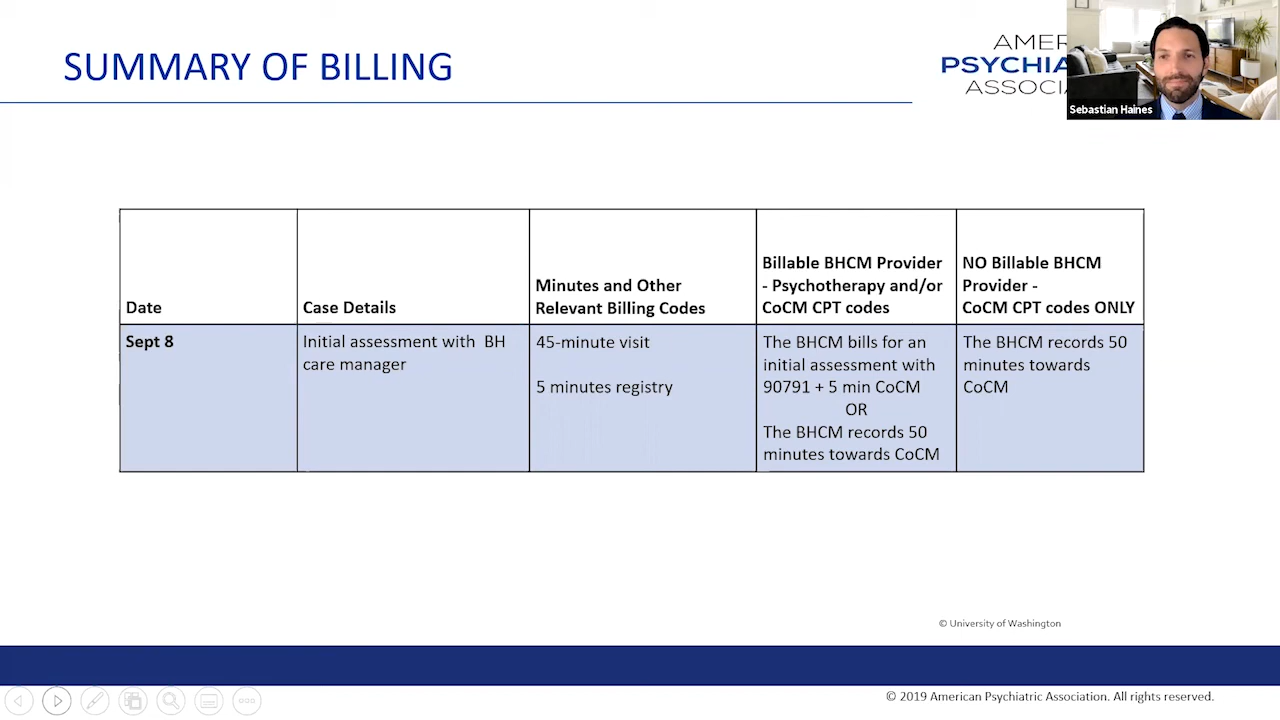 SUMMARY OF BILLING
AMER
PSYCHIA
ASSOCIA
Sebastian Haines
Date
Case Details
Minutes and Other
Relevant Billing Codes
Billable BHCM Provider
- Psychotherapy and/or
CoCM CPT codes
NO Billable BHCM
Provider -
CoCM CPT codes ONLY
Sept 8
Initial assessment with  BH
care manager
45-minute visit
5 minutes registry
The BHCM bills for an
initial assessment with
90791 + 5 min CoCM
OR
The BHCM records 50
minutes towards CoCM
The BHCM records 50
minutes towards
CoCM
© University of Washington
© 2019 American Psychiatric Association. All rights reserved.